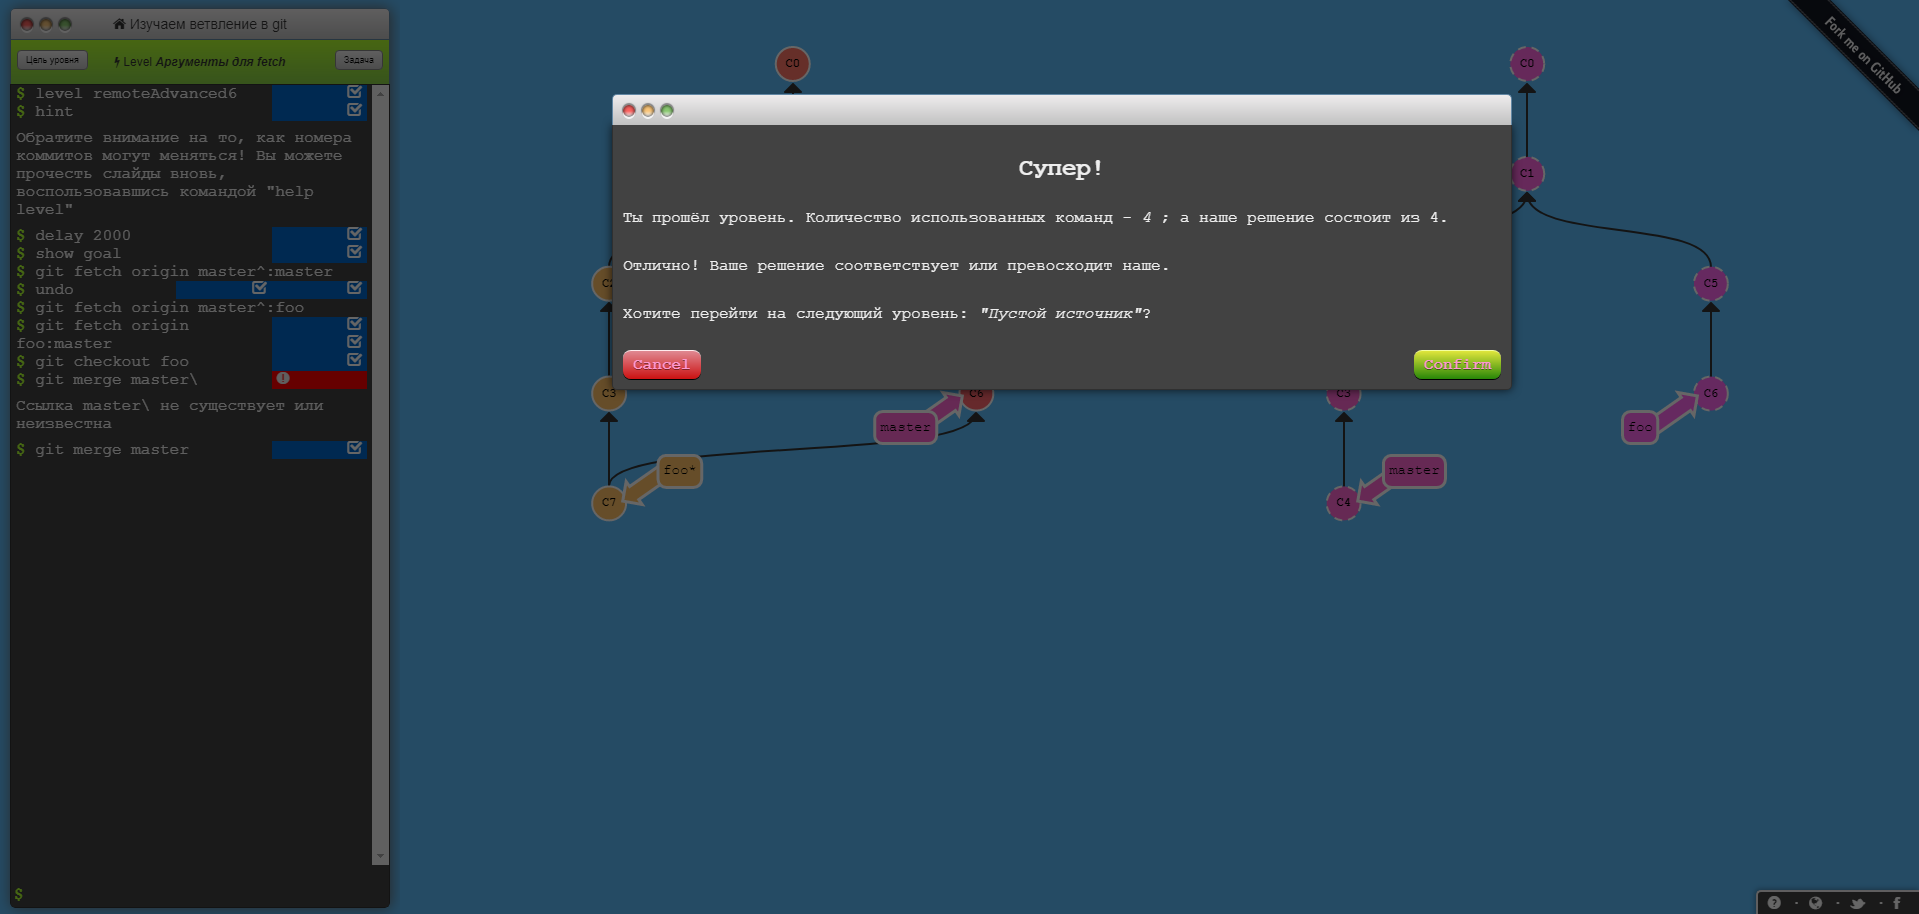 Изучаем ветвление в git
Цель уровня
Level Аргументы для fetch
Задача
$ level remoteAdvanced6
$ hint
Обратите внимание на то, как номера
коммитов могут меняться! Вы можете
прочесть слайды вновь,
воспользовавшись командой "help
level"
$ delay 2000
$ show goal
$ git fetch origin master^:master
$ undo
$ git fetch origin master^:foo
$ git fetch origin
foo:master
$ git checkout foo
$ git merge master\
Ссылка master\ не существует или
неизвестна
$ git merge master
$
C0
C0
Fork me on GitHub
Супер!
C1
Ты прошёл уровень. Количество использованных команд - 4 ; а наше решение состоит из 4.
Отлично! Ваше решение соответствует или превосходит наше.
C5
Хотите перейти на следующий уровень: "Пустой источник"?
Cancel
Confirm
C3
C6
C3
C6
master
foo
foo*
master
C7
C4